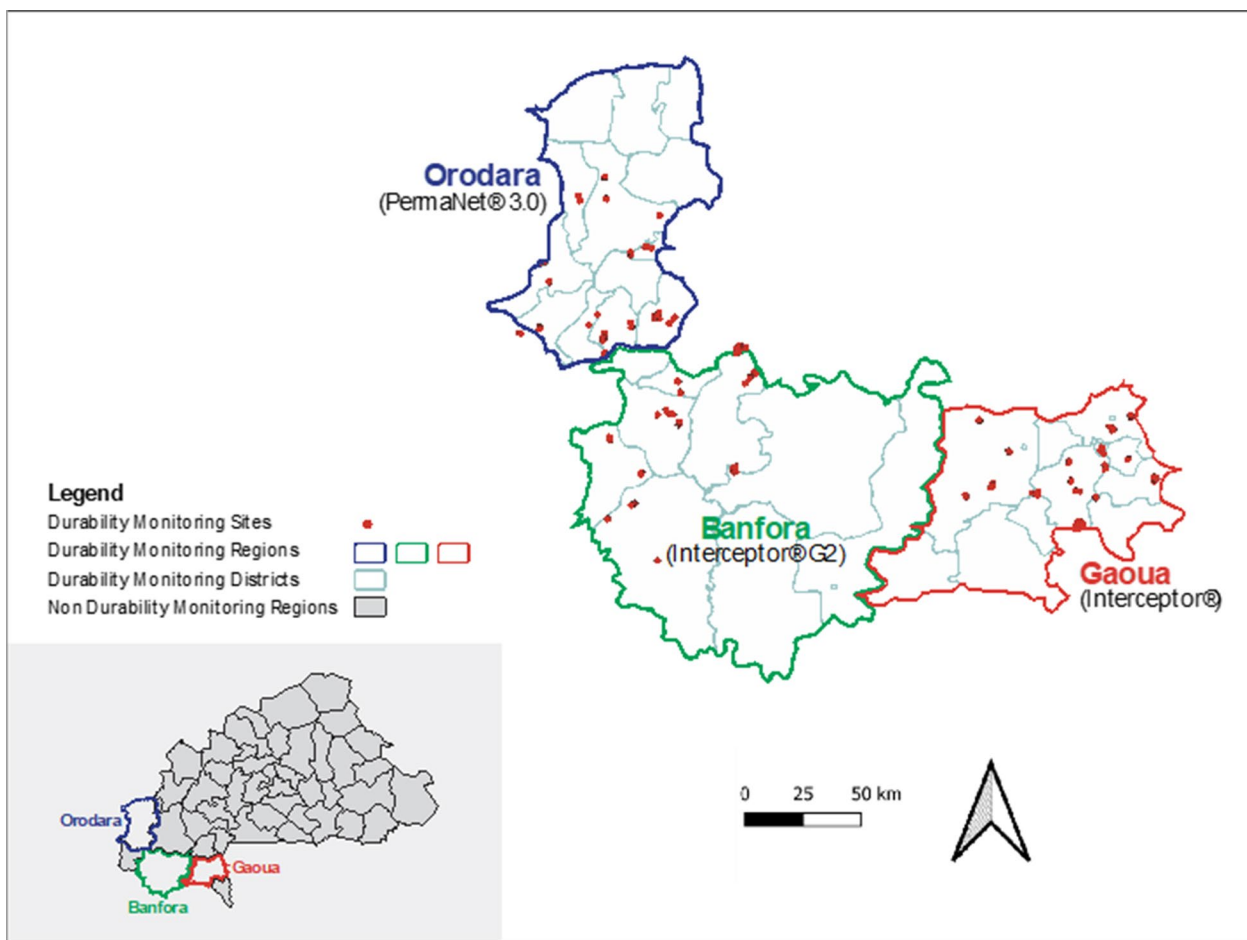 Orodara
(PermaNet® 3.0)
Banfora
(Interceptor®G2)
Gaoua
(Interceptor®)
Legend
Durability Monitoring Sites
Durability Monitoring Regions
Durability Monitoring Districts
Non Durability Monitoring Regions
Orodara
Gaoua
Banfora
0 25 50 km